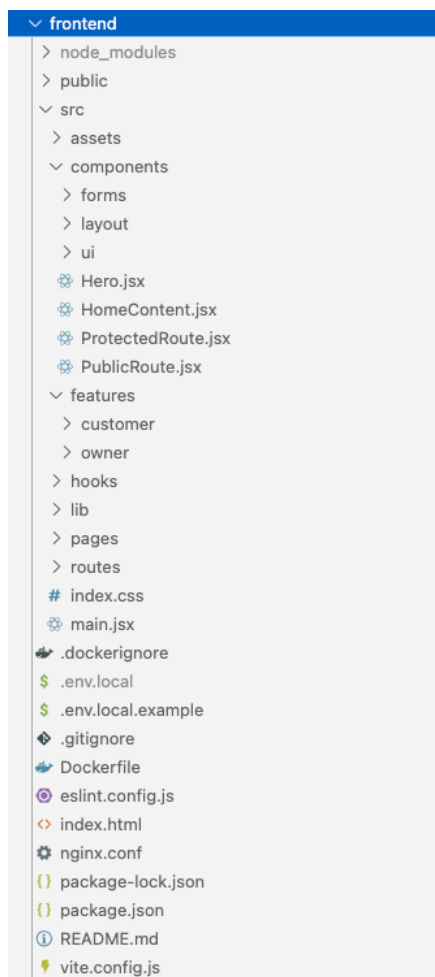 frontend
node_modules
public
src
assets
components
forms
layout
ui
Hero.jsx
HomeContent.jsx
ProtectedRoute.jsx
PublicRoute.jsx
features
customer
owner
hooks
lib
pages
routes
# index.css
main.jsx
.dockerignore
$ .env.local
$ .env.local.example
.gitignore
Dockerfile
eslint.config.js
<> index.html
nginx.conf
{} package-lock.json
{} package.json
README.md
vite.config.js